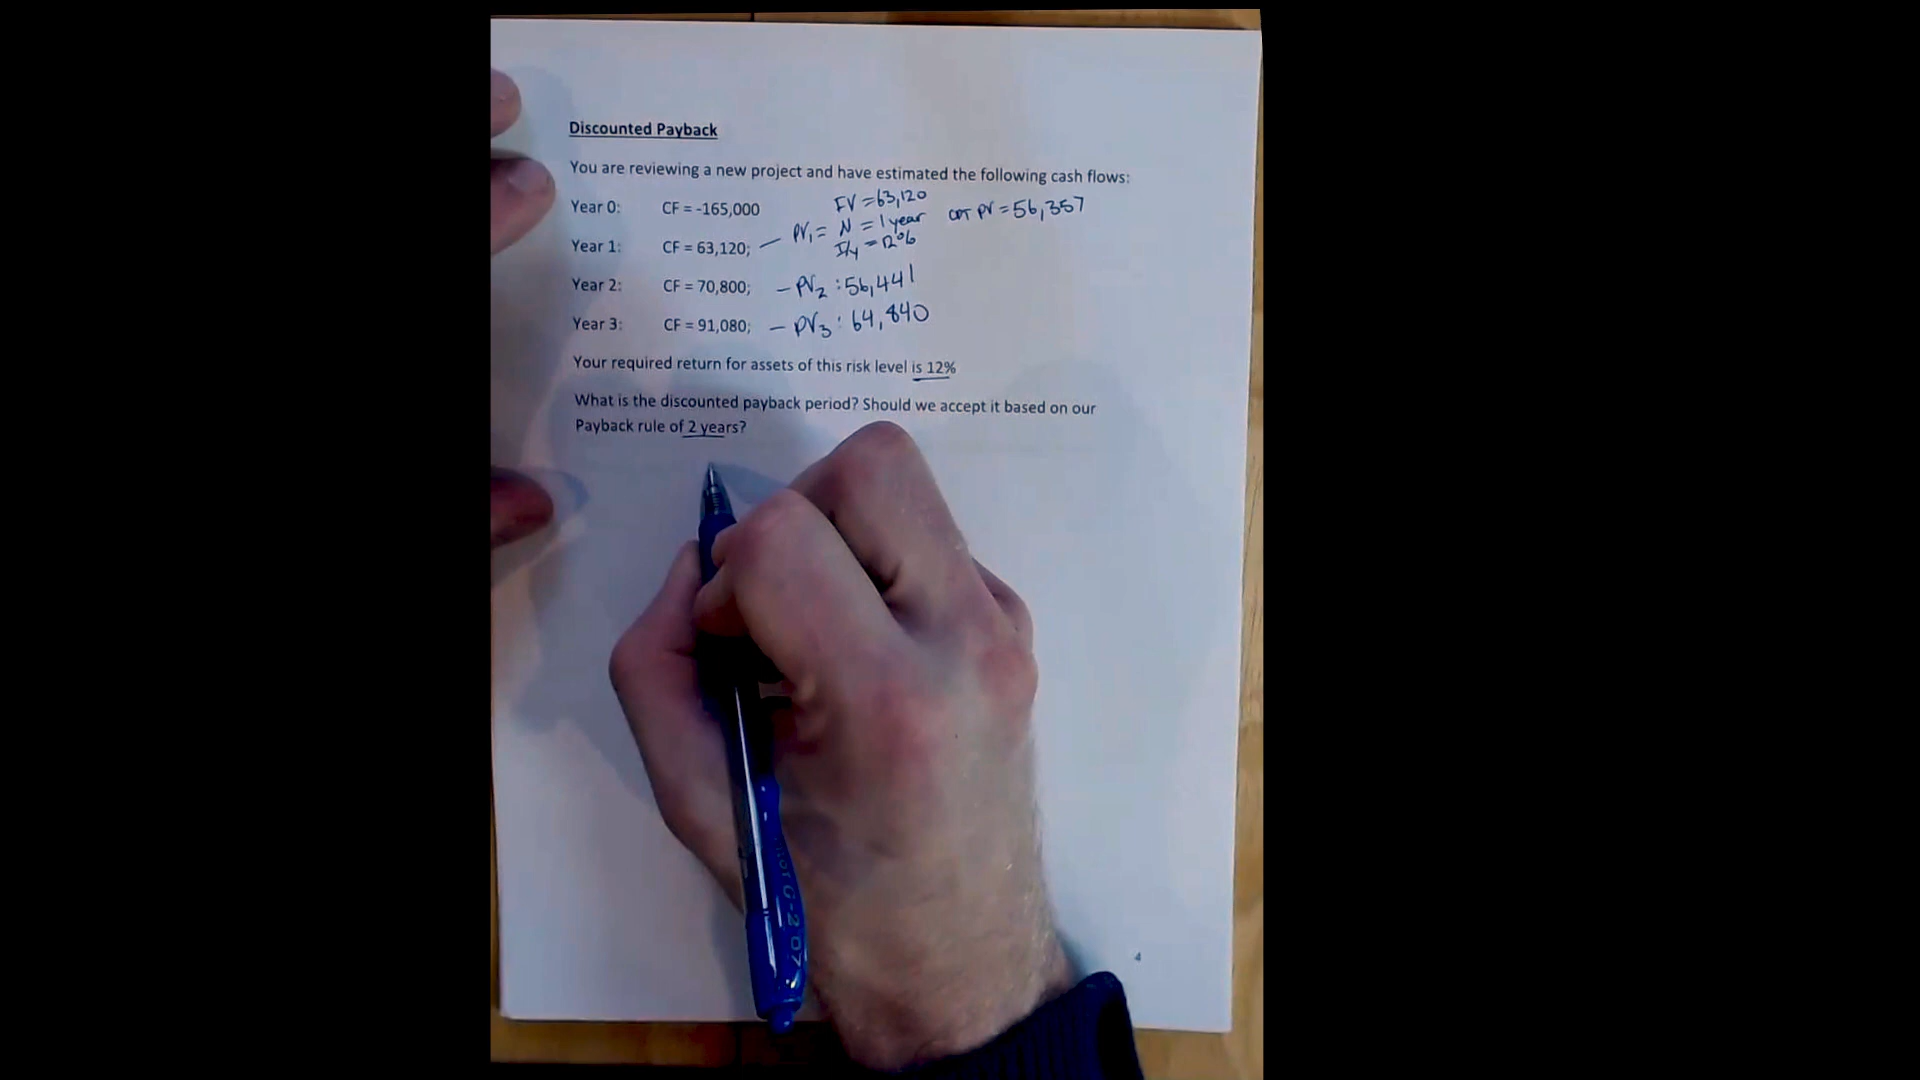 Discounted Payback
You are reviewing a new project and have estimated the following cash flows:
Year 0: CF = -165,000
FV = 63,120
Year 1: CF = 63,120; — PV1 = N = 1 year CPT PV = 56,357
I/Y = 12%
Year 2: CF = 70,800; — PV2 : 56,441
Year 3: CF = 91,080; — PV3 : 64,840
Your required return for assets of this risk level is 12%
What is the discounted payback period? Should we accept it based on our
Payback rule of 2 years?
4